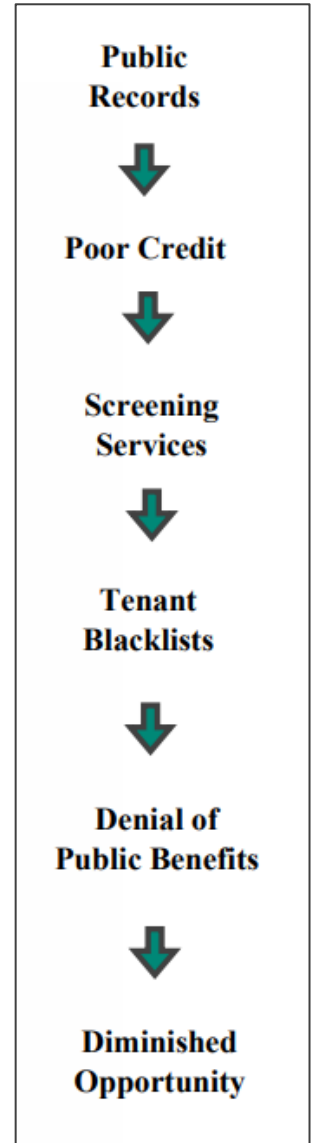 Public
Records
Poor Credit
Screening
Services
Tenant
Blacklists
Denial of
Public Benefits
Diminished
Opportunity